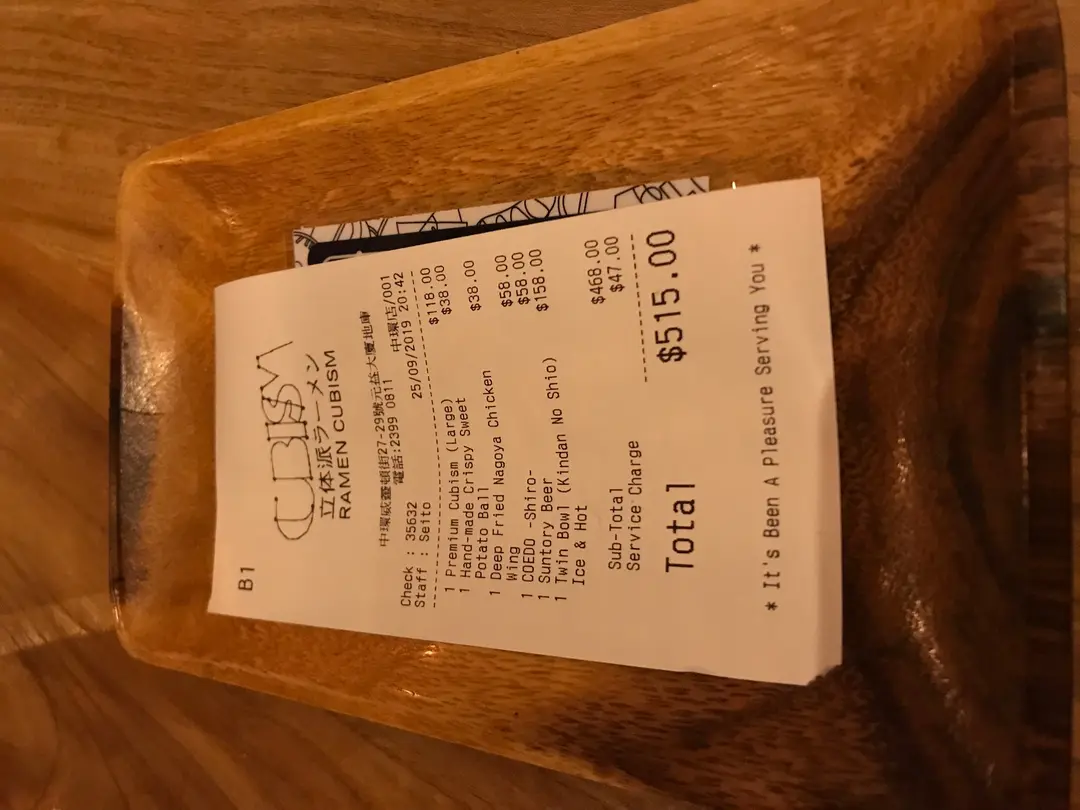 B1
CUBISM
立体派ラーメン
RAMEN CUBISM
中環威靈頓街27-29號元益大廈地庫
電話:2399 0811 中環店/001
Check : 35632 25/09/2019 20:42
Staff : Seito
1 Premium Cubism (Large) $118.00
1 Hand-made Crispy Sweet $38.00
Potato Ball
1 Deep Fried Nagoya Chicken $38.00
Wing
1 COEDO -Shiro- $58.00
1 Suntory Beer $58.00
1 Twin Bowl (Kindan No Shio) $158.00
Ice & Hot
Sub-Total $468.00
Service Charge $47.00
Total $515.00
* It's Been A Pleasure Serving You *